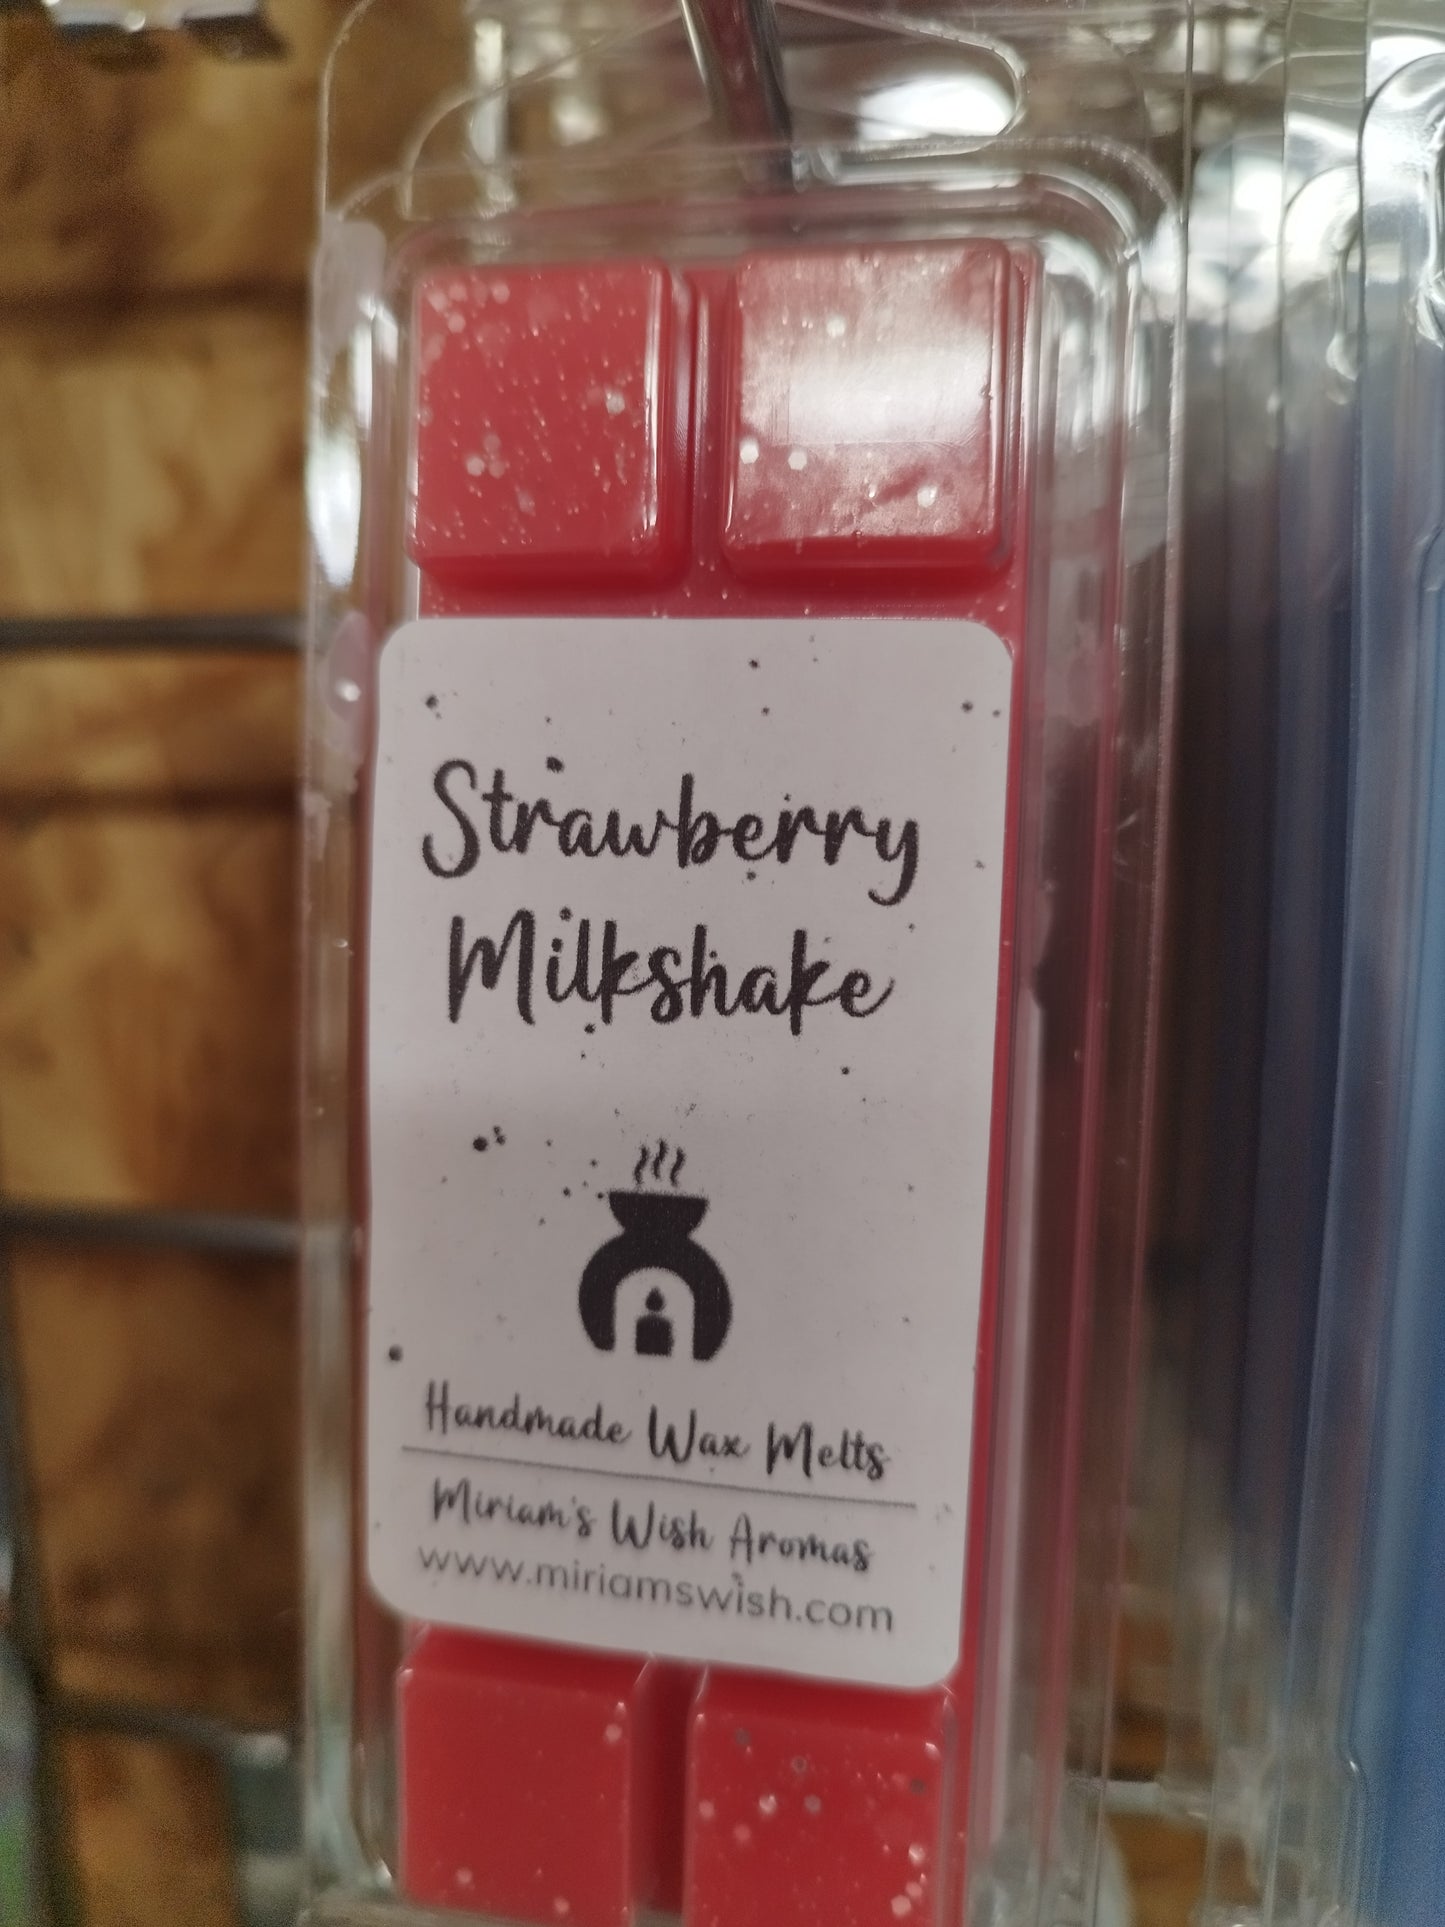 Strawberry
Milkshake
Handmade Wax Melts
Miriam's Wish Aromas
www.miriamswish.com